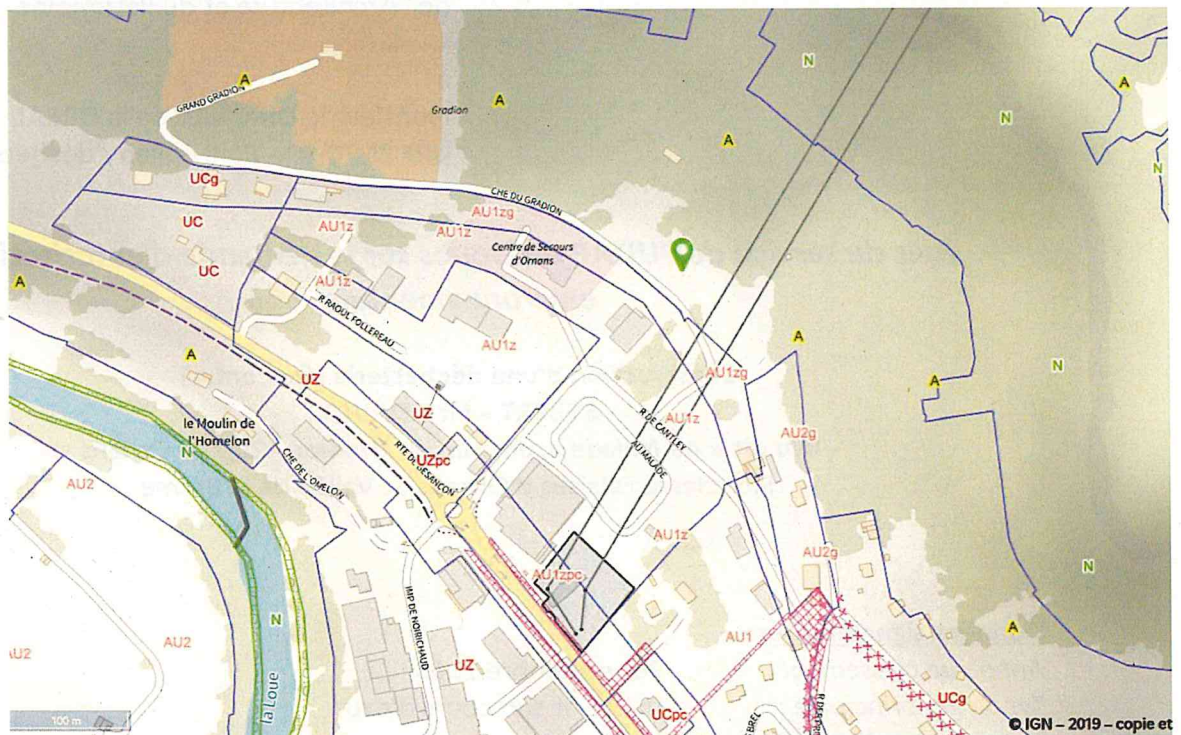 N
A
GRAND GRADION
A
Gradion
A
N
A
N
UCg
CHE DU GRADION
AU1zg
UC
AU1z
AU1z
Centre de Secours
d'Ornans
UC
AU1z
A
R RAOUL FOLLEREAU
AU1z
A
A
UZ
AU1zg
A
N
UZ
le Moulin de
l'Homelon
R DE CANTLEY
AU1z
AU2g
N
UZpc
AU MALADE
RTE DE BESANCON
CHE DE L'OMELON
AU2
AU1z
AU2g
AU1zpc
N
IMP DE NOIRICHAUD
N
A
AU2
AU1
AU2
UZ
la Loue
UCg
UCpc
100 m
BREL
© IGN – 2019 – copie et